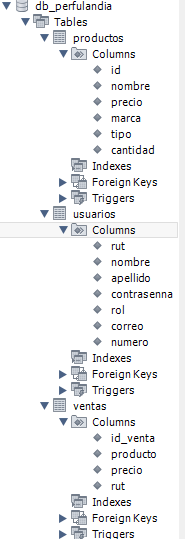 db_perfulandia
Tables
productos
Columns
id
nombre
precio
marca
tipo
cantidad
Indexes
Foreign Keys
Triggers
usuarios
Columns
rut
nombre
apellido
contrasenna
rol
correo
numero
Indexes
Foreign Keys
Triggers
ventas
Columns
id_venta
producto
precio
rut
Indexes
Foreign Keys
Triggers